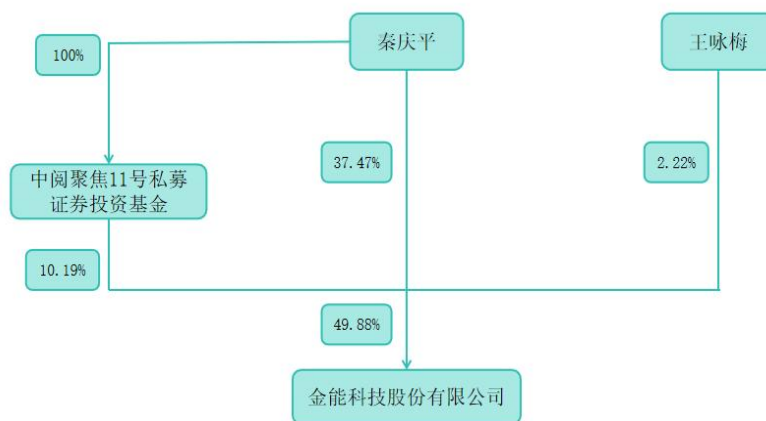 秦庆平
王咏梅
100%
37.47%
2.22%
中阅聚焦11号私募
证券投资基金
10.19%
49.88%
金能科技股份有限公司